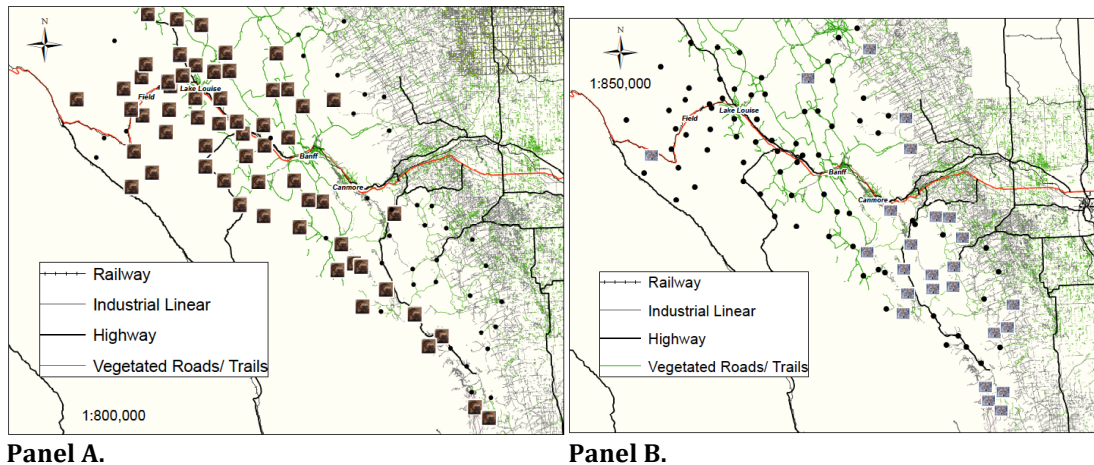 N
Field
Lake Louise
Banff
Canmore
Railway
Industrial Linear
Highway
Vegetated Roads/ Trails
1:800,000
Panel A.
N
1:850,000
Lake Louise
Field
Banff
Canmore
Railway
Industrial Linear
Highway
Vegetated Roads/ Trails
Panel B.